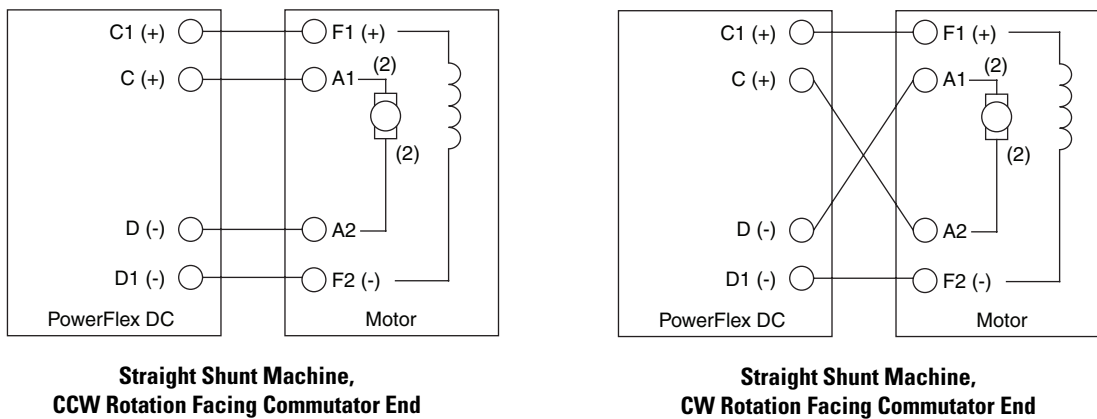 C1 (+) F1 (+)
C (+) A1 (2)
(2)
D (-) A2
D1 (-) F2 (-)
PowerFlex DC Motor
Straight Shunt Machine,
CCW Rotation Facing Commutator End
C1 (+) F1 (+)
C (+) A1 (2)
(2)
D (-) A2
D1 (-) F2 (-)
PowerFlex DC Motor
Straight Shunt Machine,
CW Rotation Facing Commutator End